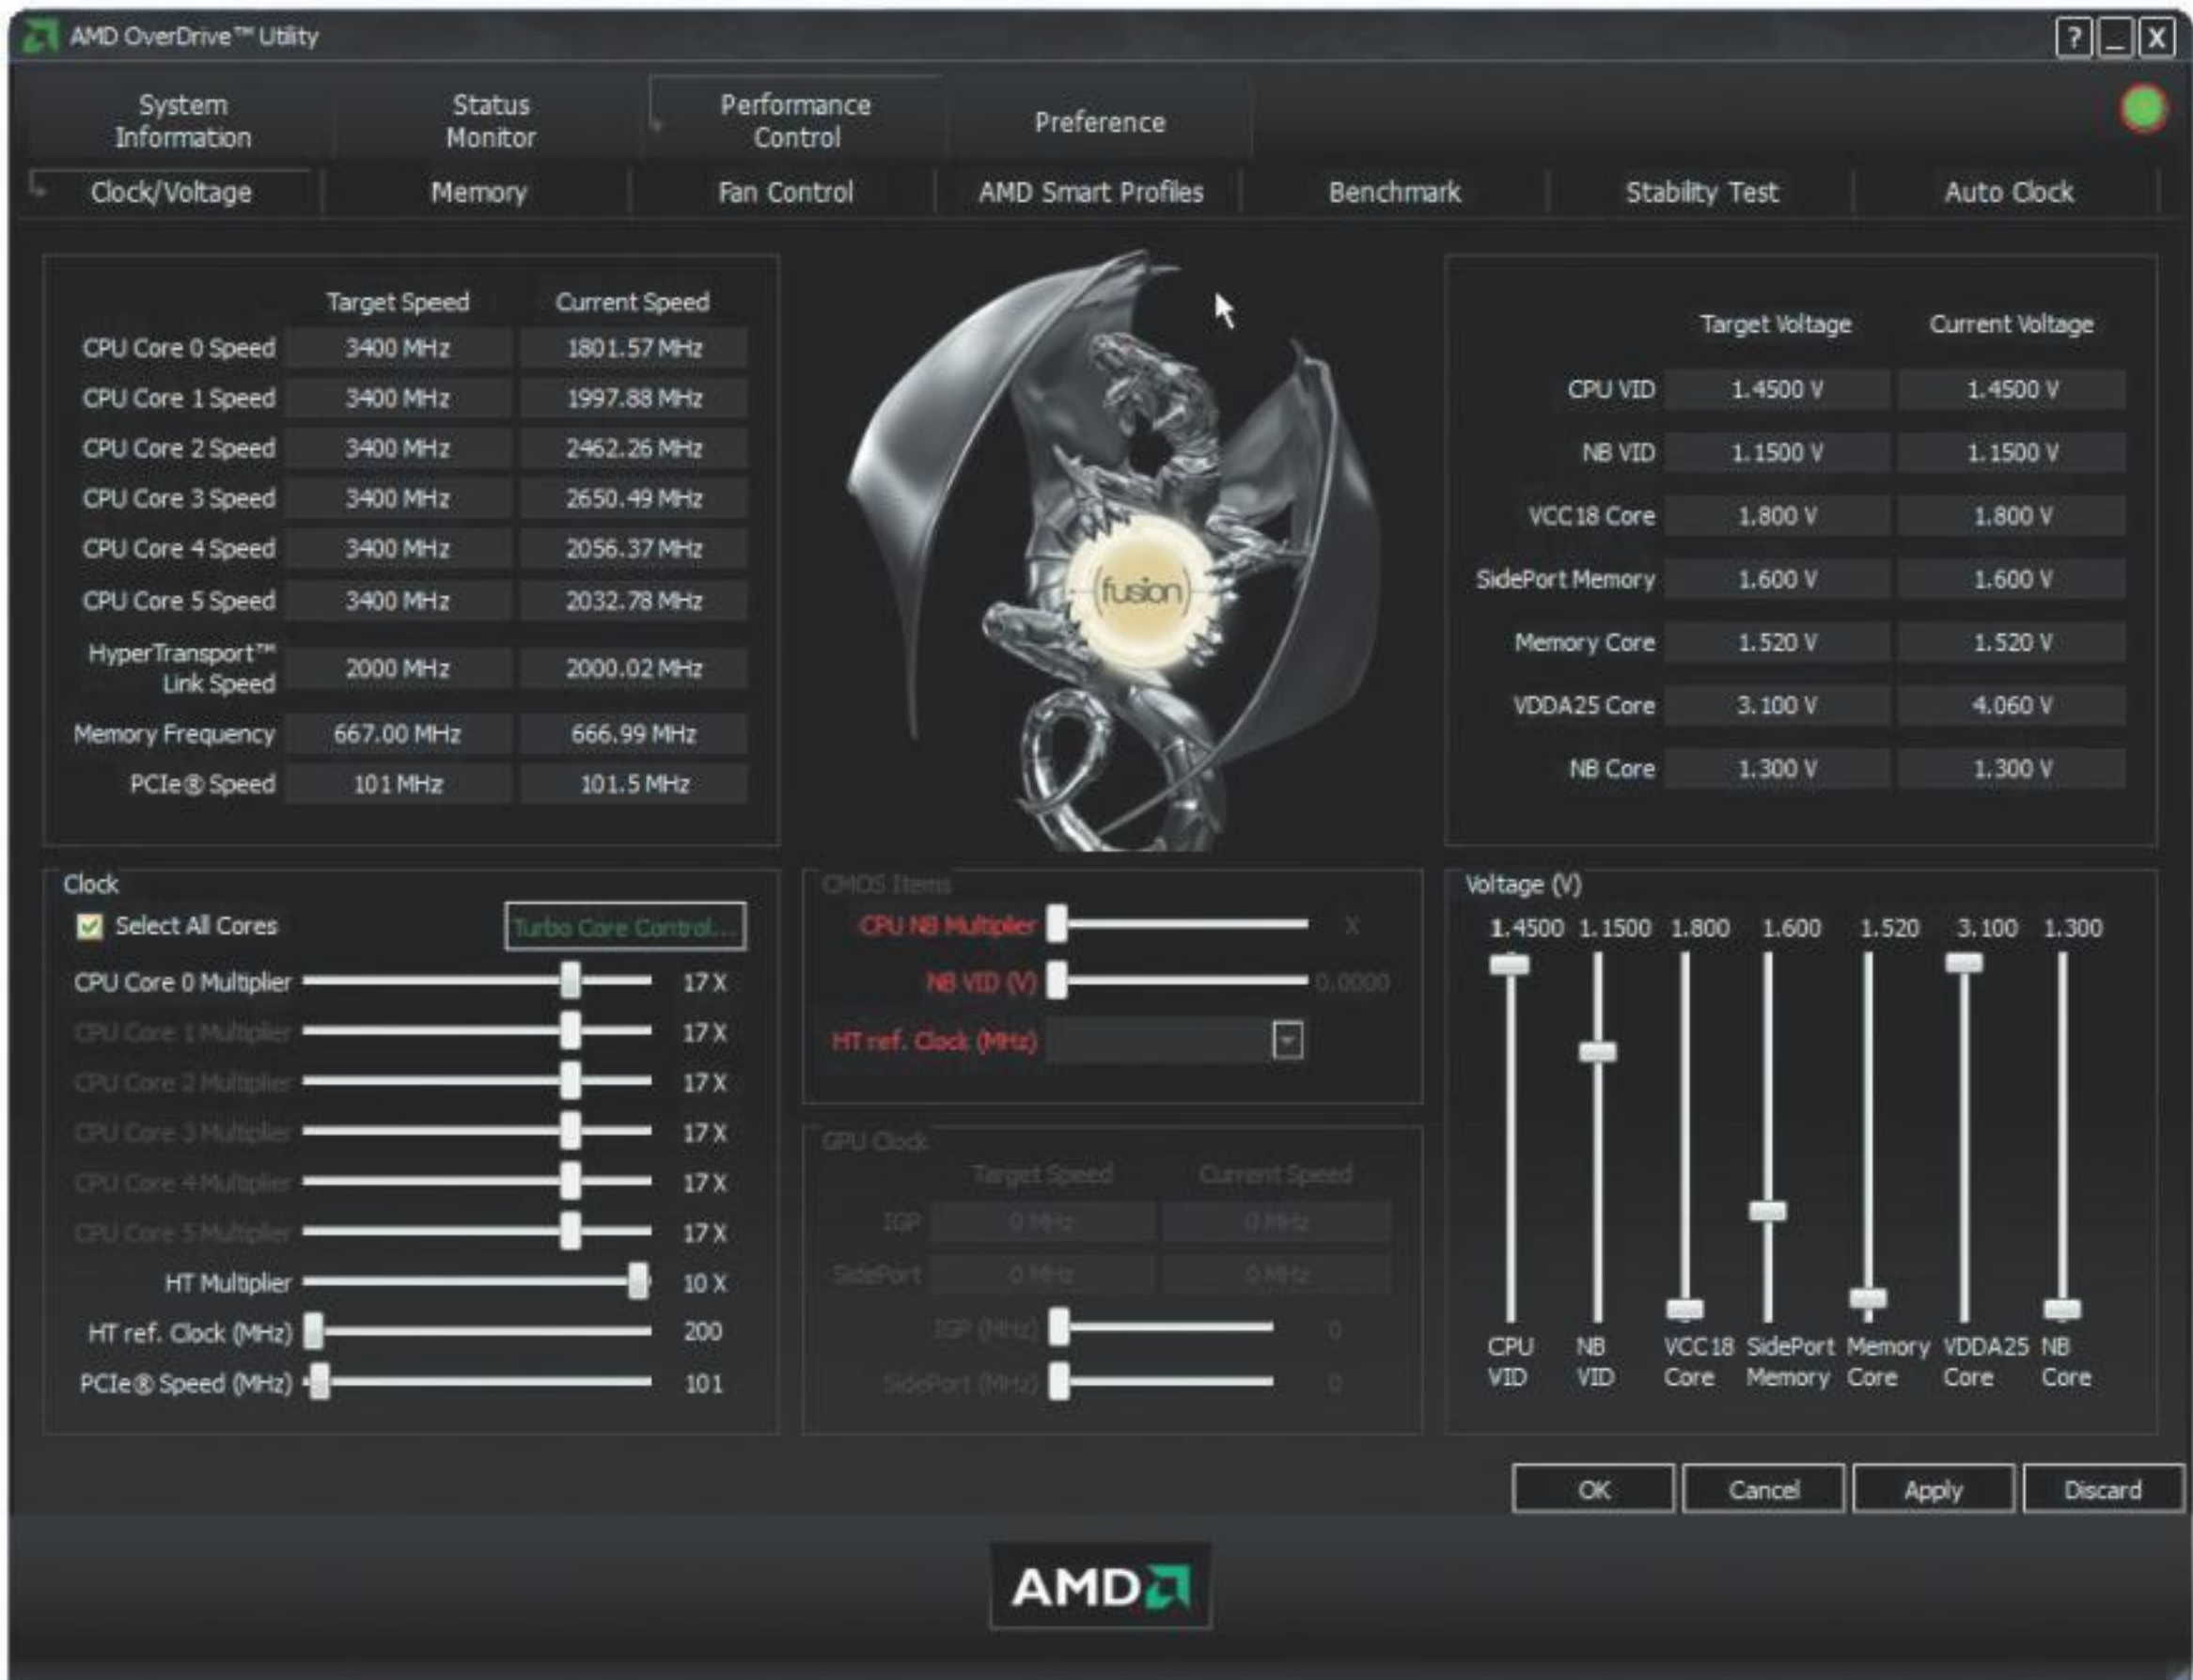 AMD OverDrive™ Utility
? _ X
System Information
Status Monitor
Performance Control
Preference
Clock/Voltage Memory Fan Control AMD Smart Profiles Benchmark Stability Test Auto Clock
Target Speed Current Speed
CPU Core 0 Speed 3400 MHz 1801.57 MHz
CPU Core 1 Speed 3400 MHz 1997.88 MHz
CPU Core 2 Speed 3400 MHz 2462.26 MHz
CPU Core 3 Speed 3400 MHz 2650.49 MHz
CPU Core 4 Speed 3400 MHz 2056.37 MHz
CPU Core 5 Speed 3400 MHz 2032.78 MHz
HyperTransport™
Link Speed 2000 MHz 2000.02 MHz
Memory Frequency 667.00 MHz 666.99 MHz
PCIe® Speed 101 MHz 101.5 MHz
fusion
Target Voltage Current Voltage
CPU VID 1.4500 V 1.4500 V
NB VID 1.1500 V 1.1500 V
VCC18 Core 1.800 V 1.800 V
SidePort Memory 1.600 V 1.600 V
Memory Core 1.520 V 1.520 V
VDDA25 Core 3.100 V 4.060 V
NB Core 1.300 V 1.300 V
Clock
Select All Cores Turbo Core Control...
CPU Core 0 Multiplier 17 X
CPU Core 1 Multiplier 17 X
CPU Core 2 Multiplier 17 X
CPU Core 3 Multiplier 17 X
CPU Core 4 Multiplier 17 X
CPU Core 5 Multiplier 17 X
HT Multiplier 10 X
HT ref. Clock (MHz) 200
PCIe® Speed (MHz) 101
CMOS Items
CPU NB Multiplier X
NB VID (V) 0.0000
HT ref. Clock (MHz)
GPU Clock
Target Speed Current Speed
IGP 0 MHz 0 MHz
SidePort 0 MHz 0 MHz
IGP (MHz) 0
SidePort (MHz) 0
Voltage (V)
1.4500 1.1500 1.800 1.600 1.520 3.100 1.300
CPU NB VCC18 SidePort Memory VDDA25 NB
VID VID Core Memory Core Core Core
OK Cancel Apply Discard
AMD